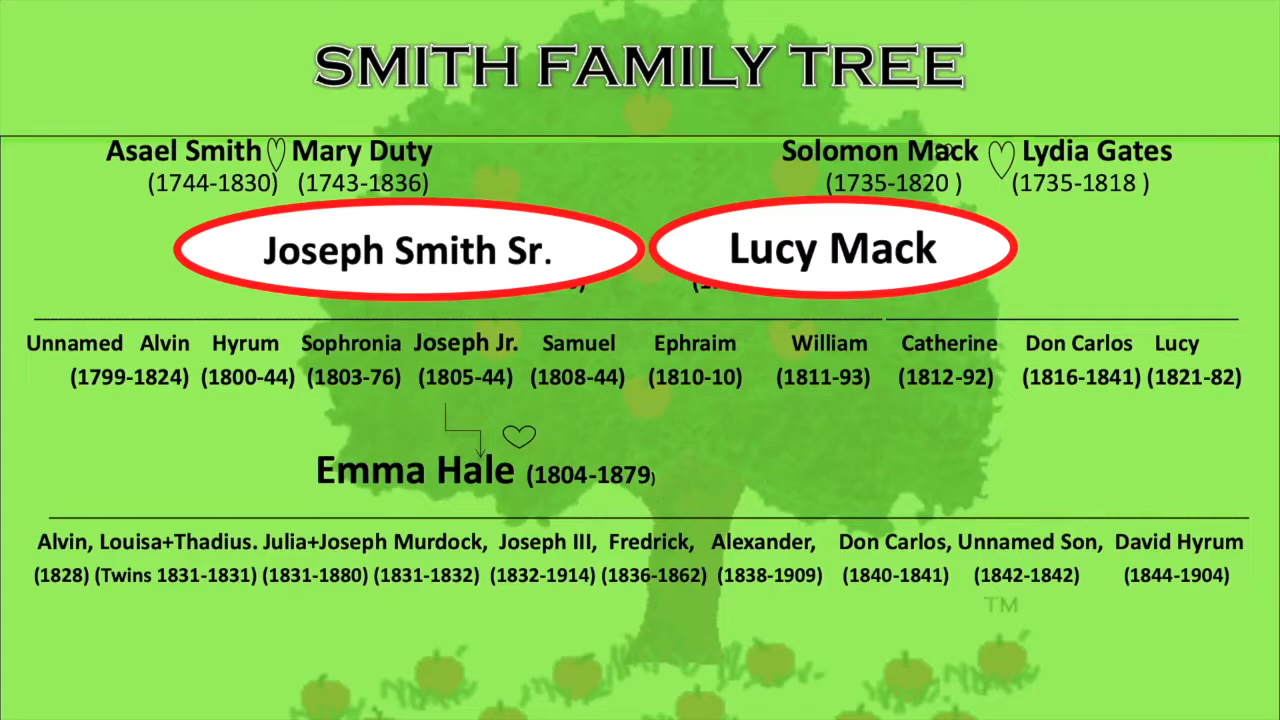 SMITH FAMILY TREE
Asael Smith Mary Duty Solomon Mack Lydia Gates
(1744-1830) (1743-1836) (1735-1820 ) (1735-1818 )
Joseph Smith Sr. Lucy Mack
Unnamed Alvin Hyrum Sophronia Joseph Jr. Samuel Ephraim William Catherine Don Carlos Lucy
(1799-1824) (1800-44) (1803-76) (1805-44) (1808-44) (1810-10) (1811-93) (1812-92) (1816-1841) (1821-82)
Emma Hale (1804-1879)
Alvin, Louisa+Thadius. Julia+Joseph Murdock, Joseph III, Fredrick, Alexander, Don Carlos, Unnamed Son, David Hyrum
(1828) (Twins 1831-1831) (1831-1880) (1831-1832) (1832-1914) (1836-1862) (1838-1909) (1840-1841) (1842-1842) (1844-1904)
TM